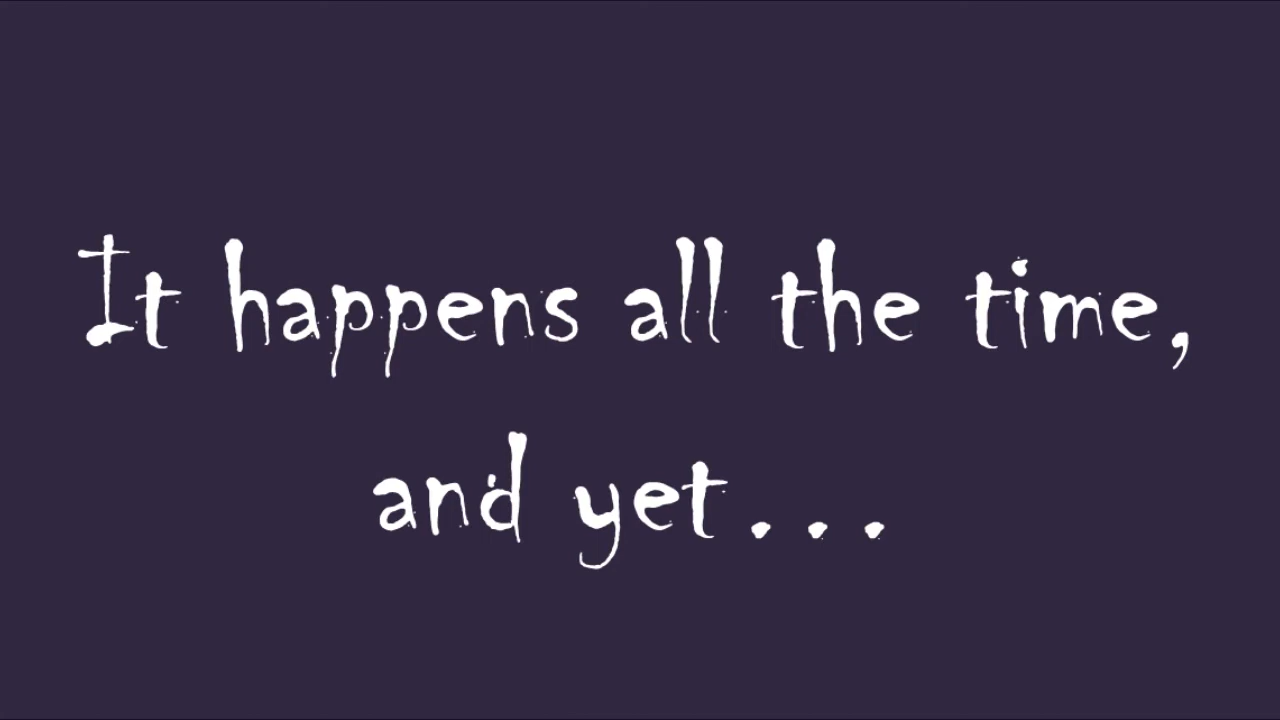 It happens all the time,
and yet...